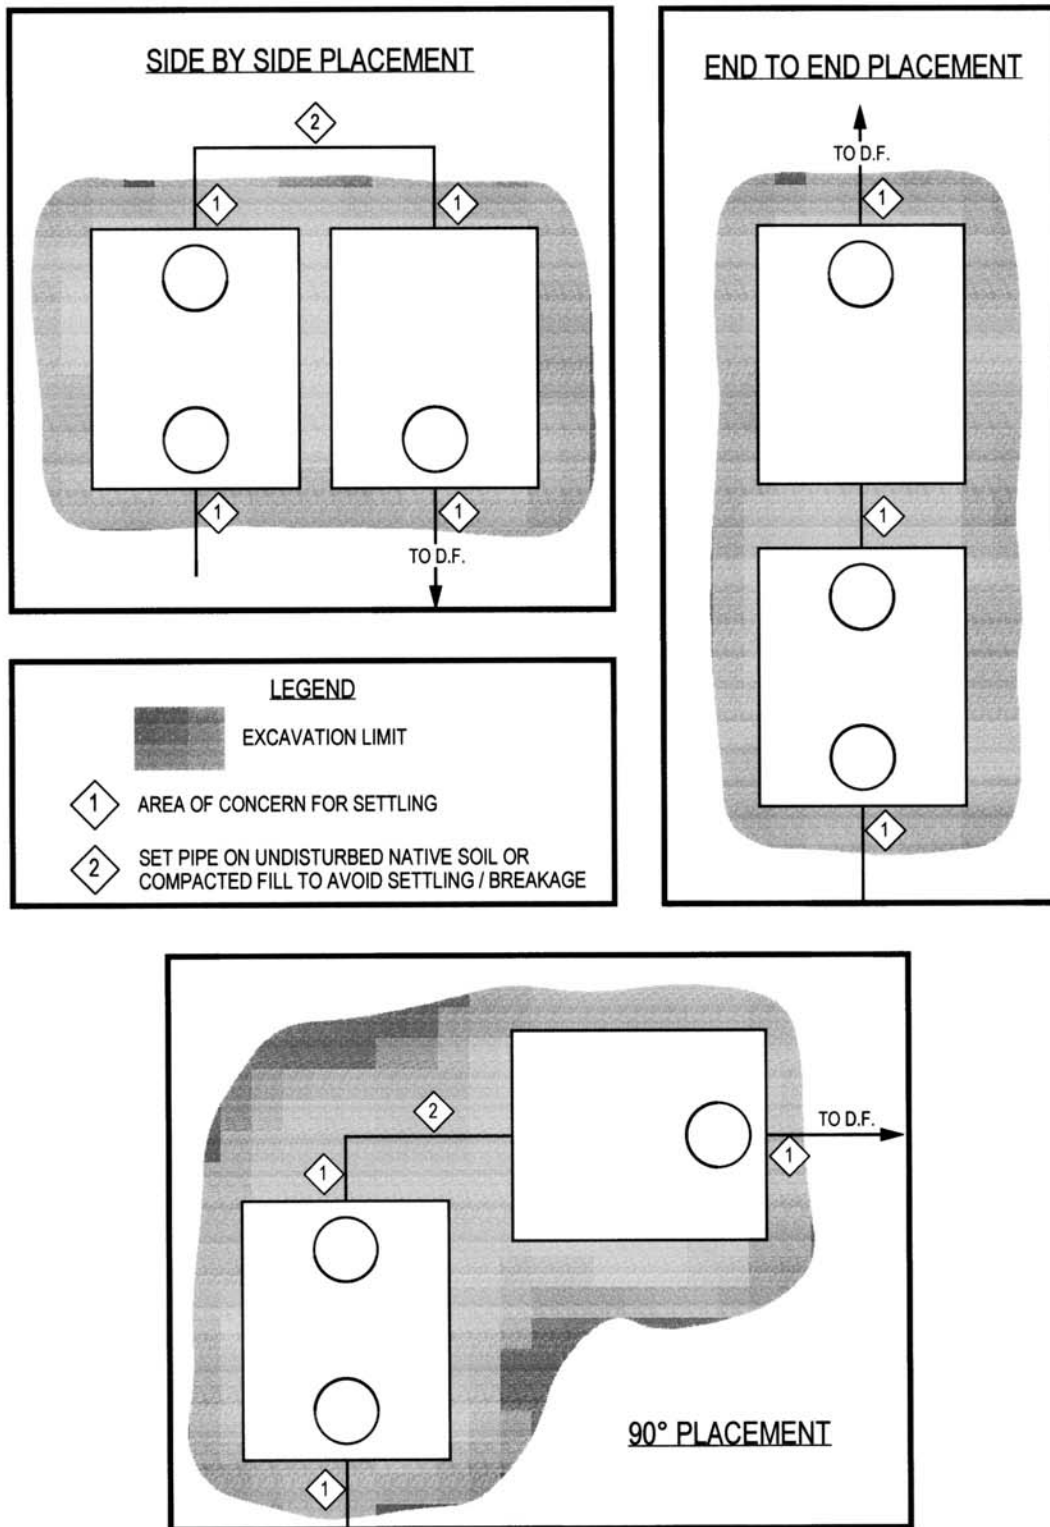 SIDE BY SIDE PLACEMENT
2
1
1
1
1
TO D.F.
END TO END PLACEMENT
TO D.F.
1
1
1
LEGEND
EXCAVATION LIMIT
1 AREA OF CONCERN FOR SETTLING
2 SET PIPE ON UNDISTURBED NATIVE SOIL OR
COMPACTED FILL TO AVOID SETTLING / BREAKAGE
2
TO D.F.
1
1
1
90° PLACEMENT